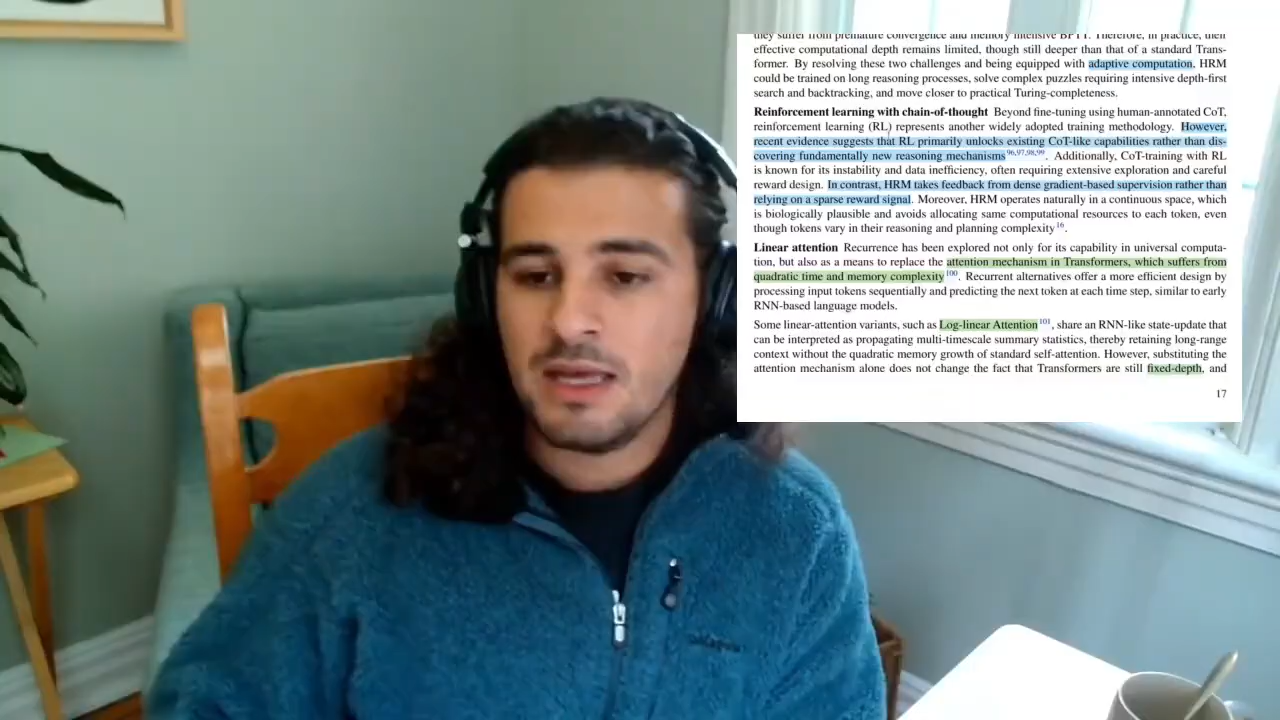 they suffer from premature convergence and memory intensive BPTT. Therefore, in practice, their
effective computational depth remains limited, though still deeper than that of a standard Trans-
former. By resolving these two challenges and being equipped with adaptive computation, HRM
could be trained on long reasoning processes, solve complex puzzles requiring intensive depth-first
search and backtracking, and move closer to practical Turing-completeness.
Reinforcement learning with chain-of-thought Beyond fine-tuning using human-annotated CoT,
reinforcement learning (RL) represents another widely adopted training methodology. However,
recent evidence suggests that RL primarily unlocks existing CoT-like capabilities rather than dis-
covering fundamentally new reasoning mechanisms 96,97,98,99. Additionally, CoT-training with RL
is known for its instability and data inefficiency, often requiring extensive exploration and careful
reward design. In contrast, HRM takes feedback from dense gradient-based supervision rather than
relying on a sparse reward signal. Moreover, HRM operates naturally in a continuous space, which
is biologically plausible and avoids allocating same computational resources to each token, even
though tokens vary in their reasoning and planning complexity 16.
Linear attention Recurrence has been explored not only for its capability in universal computa-
tion, but also as a means to replace the attention mechanism in Transformers, which suffers from
quadratic time and memory complexity 100. Recurrent alternatives offer a more efficient design by
processing input tokens sequentially and predicting the next token at each time step, similar to early
RNN-based language models.
Some linear-attention variants, such as Log-linear Attention 101, share an RNN-like state-update that
can be interpreted as propagating multi-timescale summary statistics, thereby retaining long-range
context without the quadratic memory growth of standard self-attention. However, substituting the
attention mechanism alone does not change the fact that Transformers are still fixed-depth, and
17